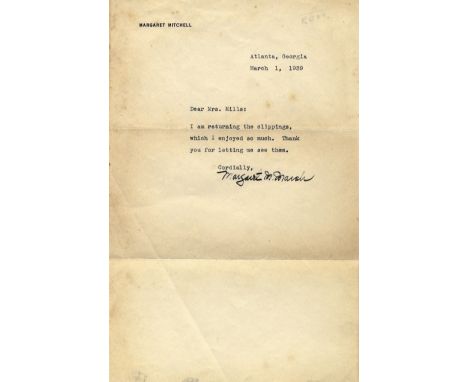 MARGARET MITCHELL
Atlanta, Georgia
March 1, 1939
Dear Mrs. Mills:
I am returning the clippings,
which I enjoyed so much. Thank
you for letting me see them.
Cordially,
Margaret M. Marsh